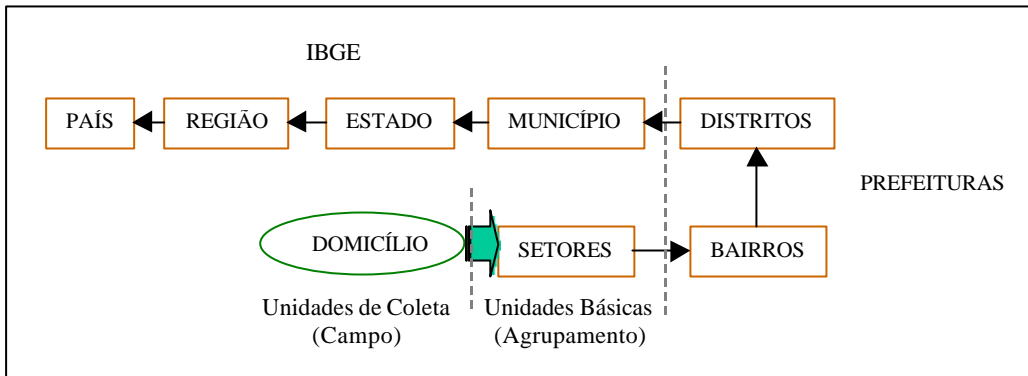 IBGE
PAÍS
REGIÃO
ESTADO
MUNICÍPIO
DISTRITOS
PREFEITURAS
DOMICÍLIO
SETORES
BAIRROS
Unidades de Coleta
(Campo)
Unidades Básicas
(Agrupamento)